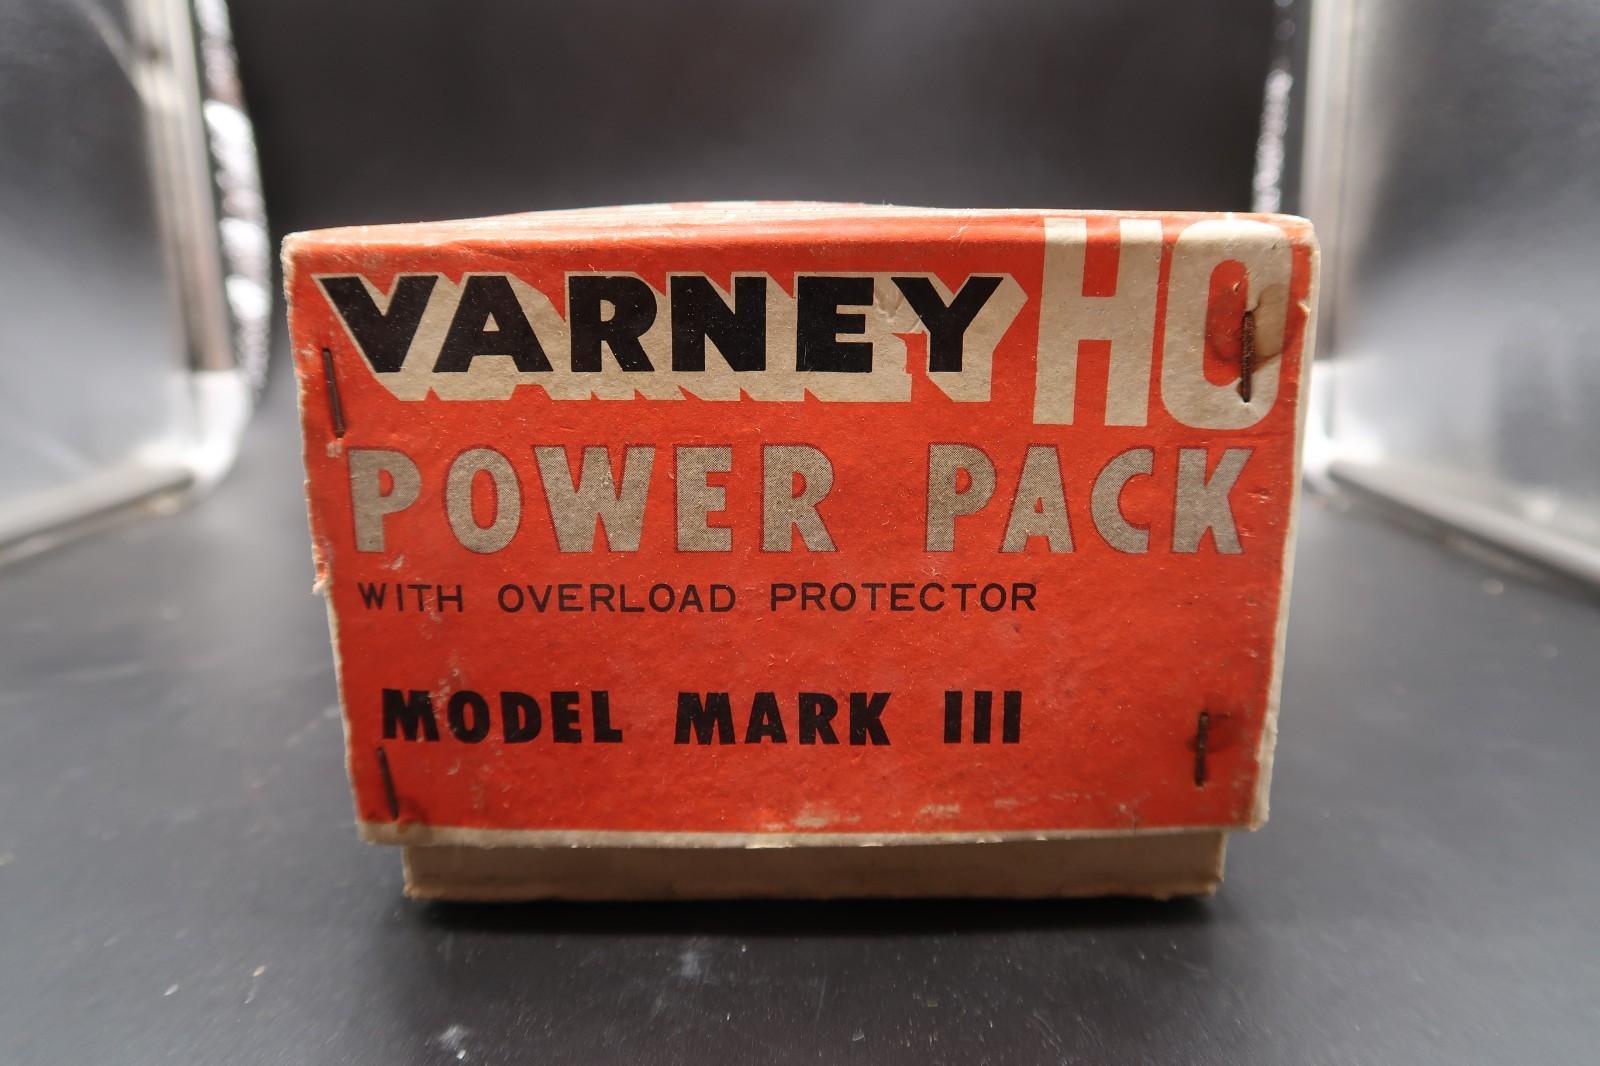 VARNEY HO
POWER PACK
WITH OVERLOAD PROTECTOR
MODEL MARK III